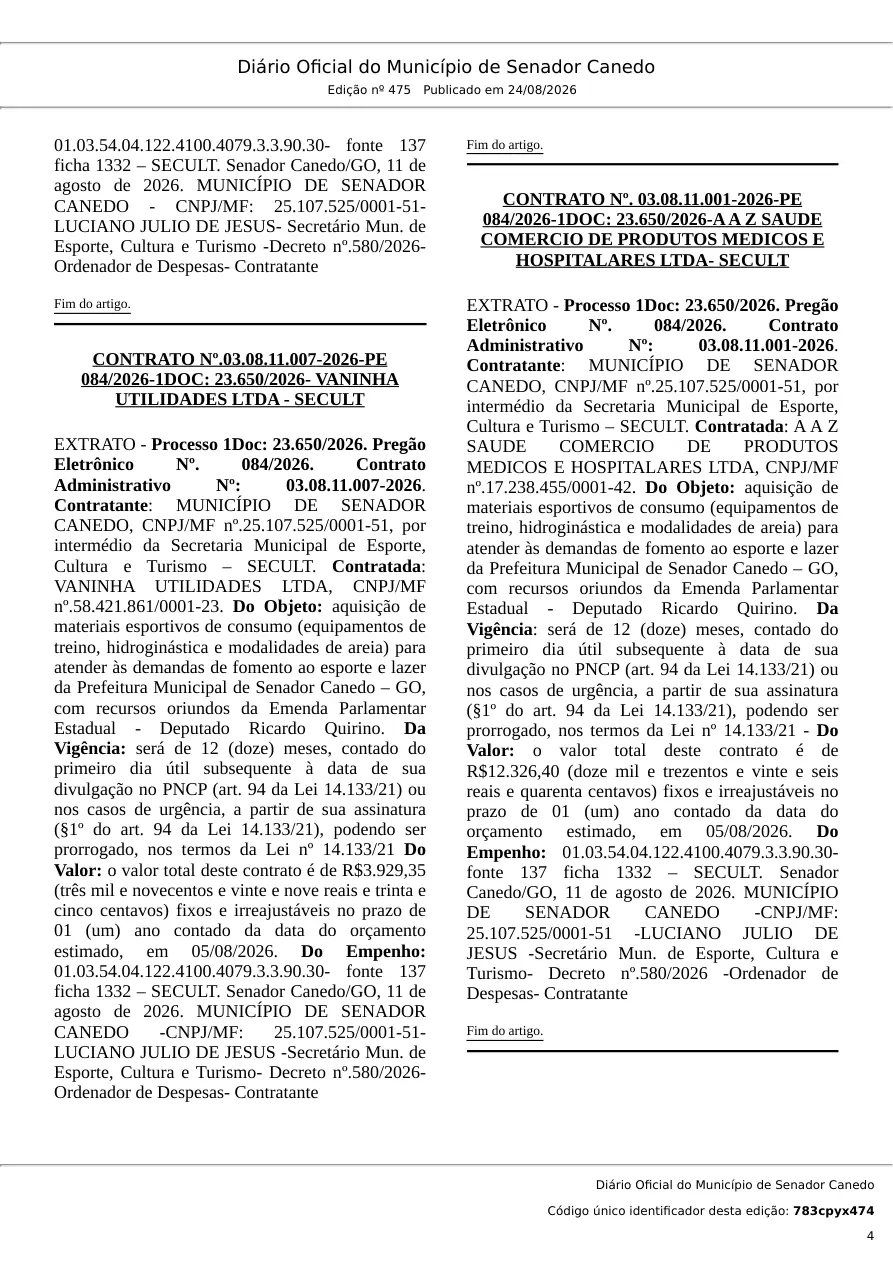 Diário Oficial do Município de Senador Canedo
Edição nº 475 Publicado em 24/08/2026
01.03.54.04.122.4100.4079.3.3.90.30- fonte 137
ficha 1332 – SECULT. Senador Canedo/GO, 11 de
agosto de 2026. MUNICÍPIO DE SENADOR
CANEDO - CNPJ/MF: 25.107.525/0001-51-
LUCIANO JULIO DE JESUS- Secretário Mun. de
Esporte, Cultura e Turismo -Decreto nº.580/2026-
Ordenador de Despesas- Contratante
Fim do artigo.
CONTRATO Nº.03.08.11.007-2026-PE
084/2026-1DOC: 23.650/2026- VANINHA
UTILIDADES LTDA - SECULT
EXTRATO - Processo 1Doc: 23.650/2026. Pregão
Eletrônico Nº. 084/2026. Contrato
Administrativo Nº: 03.08.11.007-2026.
Contratante: MUNICÍPIO DE SENADOR
CANEDO, CNPJ/MF nº.25.107.525/0001-51, por
intermédio da Secretaria Municipal de Esporte,
Cultura e Turismo – SECULT. Contratada:
VANINHA UTILIDADES LTDA, CNPJ/MF
nº.58.421.861/0001-23. Do Objeto: aquisição de
materiais esportivos de consumo (equipamentos de
treino, hidroginástica e modalidades de areia) para
atender às demandas de fomento ao esporte e lazer
da Prefeitura Municipal de Senador Canedo – GO,
com recursos oriundos da Emenda Parlamentar
Estadual - Deputado Ricardo Quirino. Da
Vigência: será de 12 (doze) meses, contado do
primeiro dia útil subsequente à data de sua
divulgação no PNCP (art. 94 da Lei 14.133/21) ou
nos casos de urgência, a partir de sua assinatura
(§1º do art. 94 da Lei 14.133/21), podendo ser
prorrogado, nos termos da Lei nº 14.133/21 Do
Valor: o valor total deste contrato é de R$3.929,35
(três mil e novecentos e vinte e nove reais e trinta e
cinco centavos) fixos e irreajustáveis no prazo de
01 (um) ano contado da data do orçamento
estimado, em 05/08/2026. Do Empenho:
01.03.54.04.122.4100.4079.3.3.90.30- fonte 137
ficha 1332 – SECULT. Senador Canedo/GO, 11 de
agosto de 2026. MUNICÍPIO DE SENADOR
CANEDO -CNPJ/MF: 25.107.525/0001-51-
LUCIANO JULIO DE JESUS -Secretário Mun. de
Esporte, Cultura e Turismo- Decreto nº.580/2026-
Ordenador de Despesas- Contratante
Fim do artigo.
CONTRATO Nº. 03.08.11.001-2026-PE
084/2026-1DOC: 23.650/2026-A A Z SAUDE
COMERCIO DE PRODUTOS MEDICOS E
HOSPITALARES LTDA- SECULT
EXTRATO - Processo 1Doc: 23.650/2026. Pregão
Eletrônico Nº. 084/2026. Contrato
Administrativo Nº: 03.08.11.001-2026.
Contratante: MUNICÍPIO DE SENADOR
CANEDO, CNPJ/MF nº.25.107.525/0001-51, por
intermédio da Secretaria Municipal de Esporte,
Cultura e Turismo – SECULT. Contratada: A A Z
SAUDE COMERCIO DE PRODUTOS
MEDICOS E HOSPITALARES LTDA, CNPJ/MF
nº.17.238.455/0001-42. Do Objeto: aquisição de
materiais esportivos de consumo (equipamentos de
treino, hidroginástica e modalidades de areia) para
atender às demandas de fomento ao esporte e lazer
da Prefeitura Municipal de Senador Canedo – GO,
com recursos oriundos da Emenda Parlamentar
Estadual - Deputado Ricardo Quirino. Da
Vigência: será de 12 (doze) meses, contado do
primeiro dia útil subsequente à data de sua
divulgação no PNCP (art. 94 da Lei 14.133/21) ou
nos casos de urgência, a partir de sua assinatura
(§1º do art. 94 da Lei 14.133/21), podendo ser
prorrogado, nos termos da Lei nº 14.133/21 - Do
Valor: o valor total deste contrato é de
R$12.326,40 (doze mil e trezentos e vinte e seis
reais e quarenta centavos) fixos e irreajustáveis no
prazo de 01 (um) ano contado da data do
orçamento estimado, em 05/08/2026. Do
Empenho: 01.03.54.04.122.4100.4079.3.3.90.30-
fonte 137 ficha 1332 – SECULT. Senador
Canedo/GO, 11 de agosto de 2026. MUNICÍPIO
DE SENADOR CANEDO -CNPJ/MF:
25.107.525/0001-51 -LUCIANO JULIO DE
JESUS -Secretário Mun. de Esporte, Cultura e
Turismo- Decreto nº.580/2026 -Ordenador de
Despesas- Contratante
Fim do artigo.
Diário Oficial do Município de Senador Canedo
Código único identificador desta edição: 783cpyx474
4